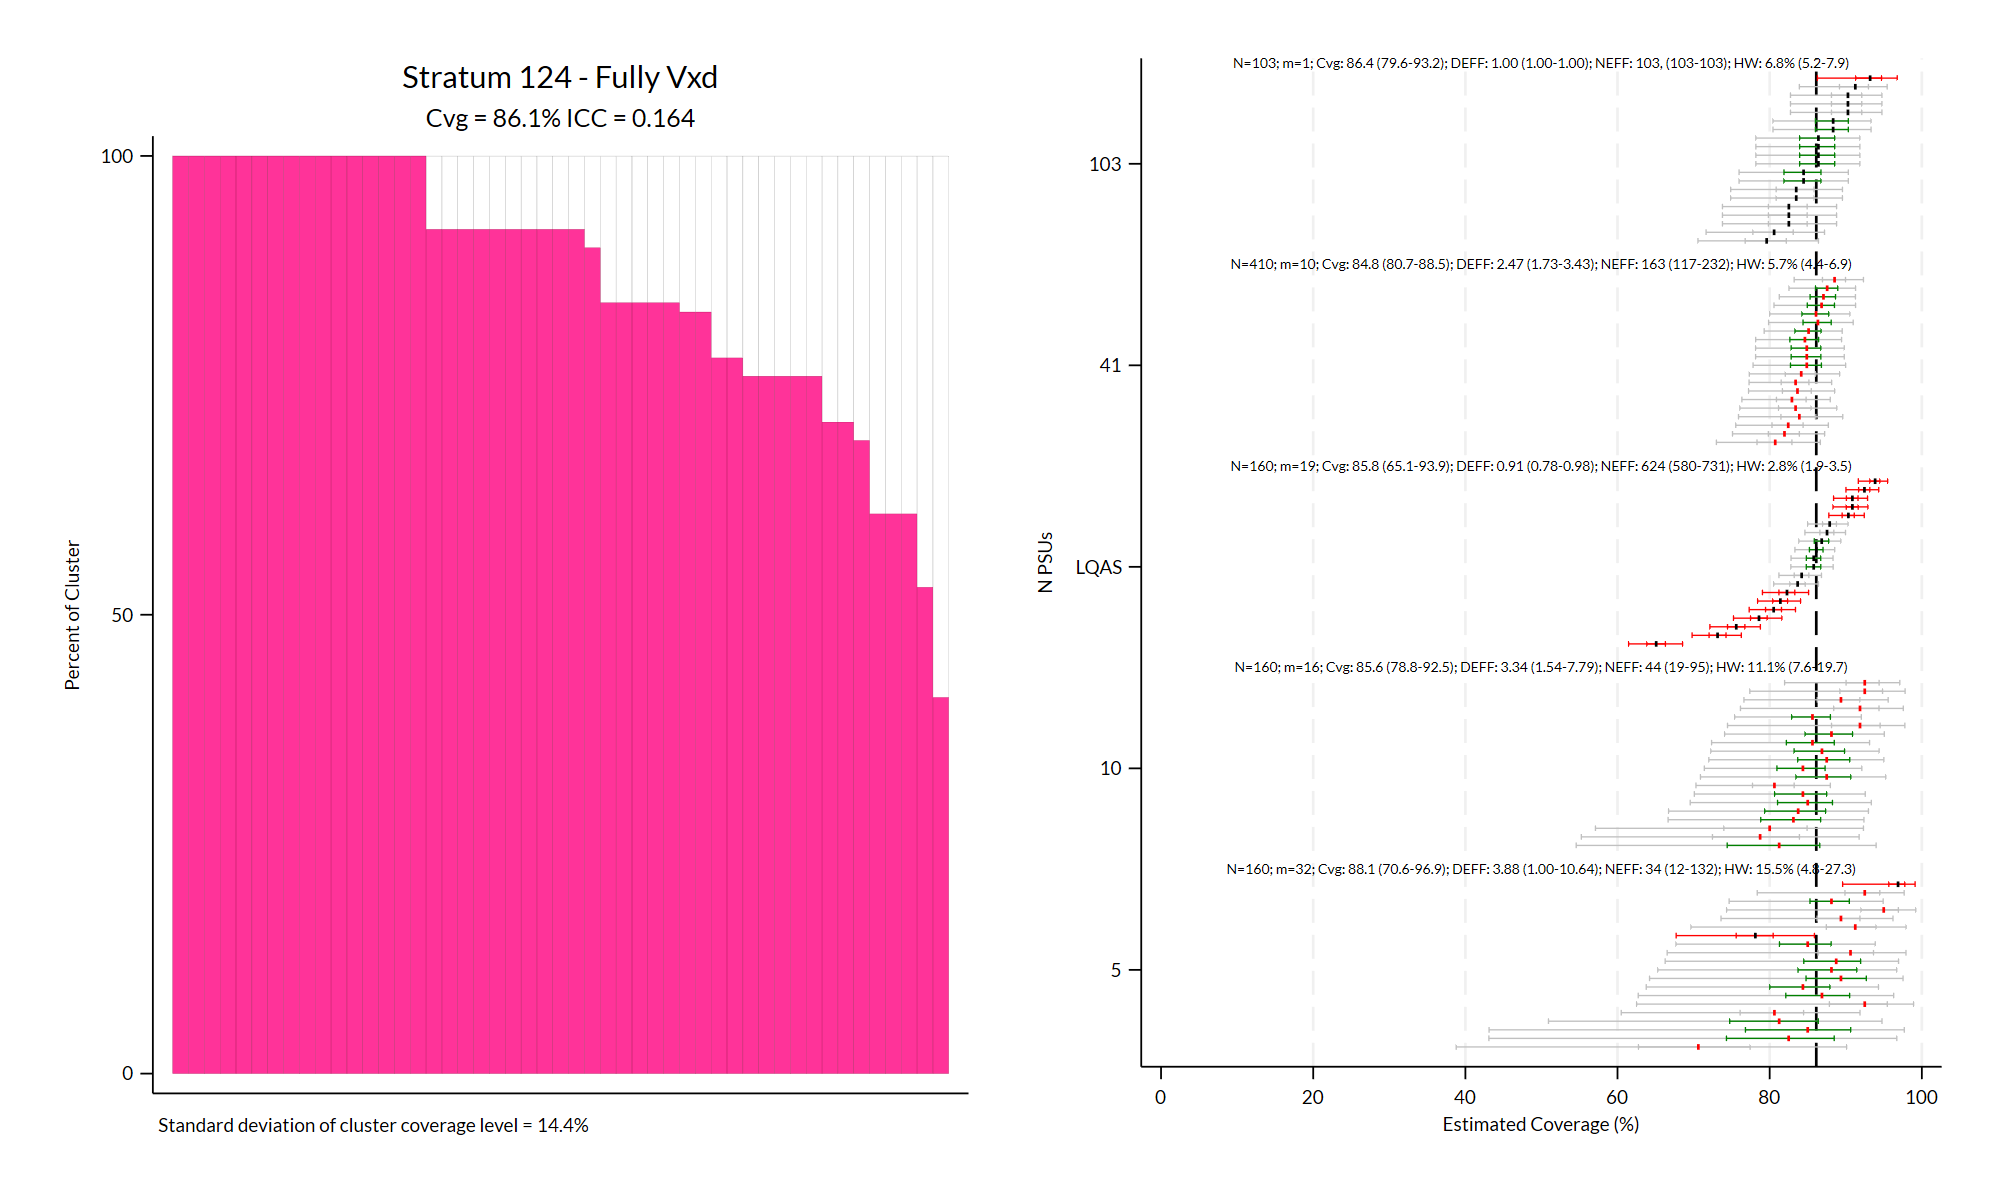 Stratum 124 - Fully Vxd
Cvg = 86.1% ICC = 0.164
100
50
0
Percent of Cluster
Standard deviation of cluster coverage level = 14.4%
N=103; m=1; Cvg: 86.4 (79.6-93.2); DEFF: 1.00 (1.00-1.00); NEFF: 103, (103-103); HW: 6.8% (5.2-7.9)
103
N=410; m=10; Cvg: 84.8 (80.7-88.5); DEFF: 2.47 (1.73-3.43); NEFF: 163 (117-232); HW: 5.7% (4.4-6.9)
41
N=160; m=19; Cvg: 85.8 (65.1-93.9); DEFF: 0.91 (0.78-0.98); NEFF: 624 (580-731); HW: 2.8% (1.9-3.5)
N PSUs
LQAS
N=160; m=16; Cvg: 85.6 (78.8-92.5); DEFF: 3.34 (1.54-7.79); NEFF: 44 (19-95); HW: 11.1% (7.6-19.7)
10
N=160; m=32; Cvg: 88.1 (70.6-96.9); DEFF: 3.88 (1.00-10.64); NEFF: 34 (12-132); HW: 15.5% (4.8-27.3)
5
0 20 40 60 80 100
Estimated Coverage (%)